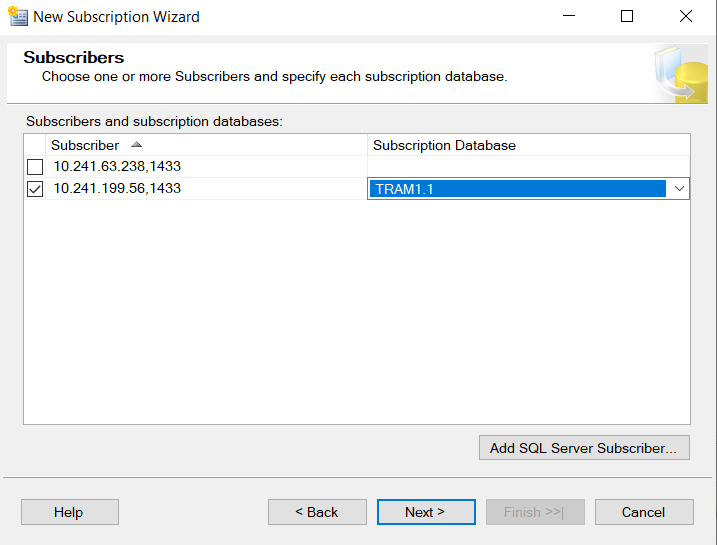 New Subscription Wizard
Subscribers
Choose one or more Subscribers and specify each subscription database.
Subscribers and subscription databases:
Subscriber Subscription Database
10.241.63.238,1433
10.241.199.56,1433 TRAM1.1
Add SQL Server Subscriber...
Help < Back Next > Finish >>| Cancel